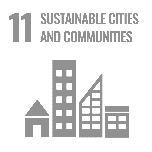 11 SUSTAINABLE CITIES
AND COMMUNITIES